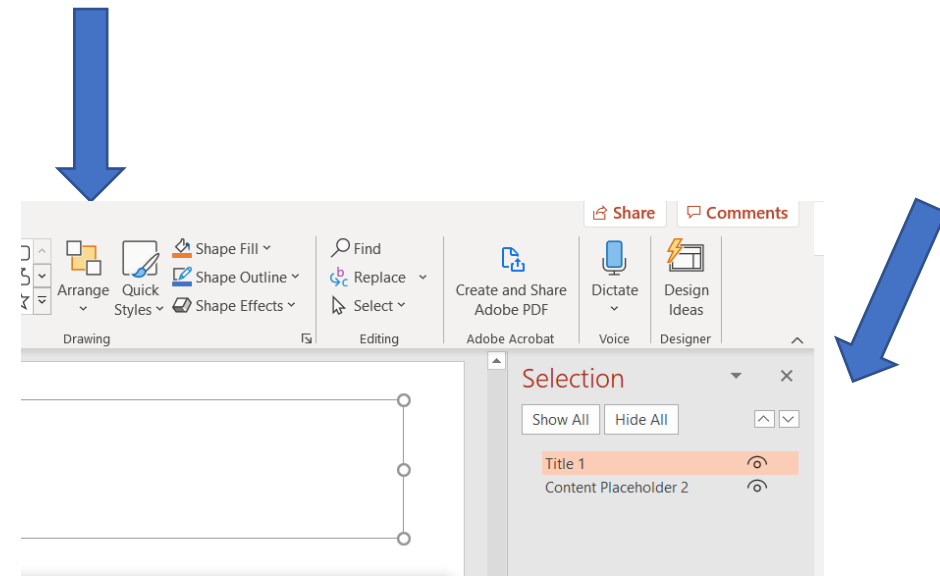 Share
Comments
Shape Fill
Find
Shape Outline
Replace
Arrange
Quick
Styles
Shape Effects
Select
Create and Share
Adobe PDF
Dictate
Design
Ideas
Drawing
Editing
Adobe Acrobat
Voice
Designer
Selection
Show All
Hide All
Title 1
Content Placeholder 2